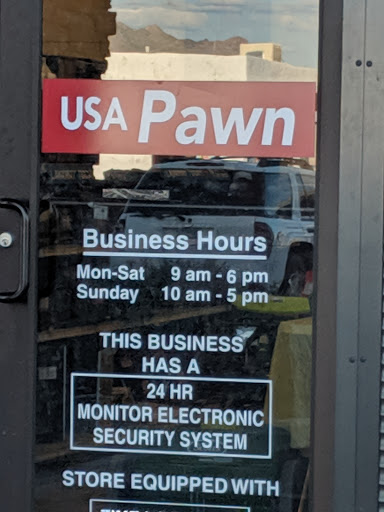 USA Pawn
Business Hours
Mon-Sat 9 am - 6 pm
Sunday 10 am - 5 pm
THIS BUSINESS
HAS A
24 HR
MONITOR ELECTRONIC
SECURITY SYSTEM
STORE EQUIPPED WITH